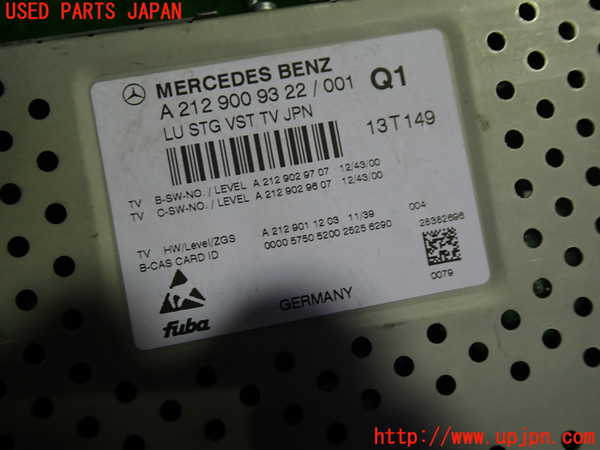 USED PARTS JAPAN
MERCEDES BENZ
A 212 900 93 22 / 001 Q1
LU STG VST TV JPN
13T149
TV B-SW-NO. / LEVEL A 212 902 97 07 12/43/00
TV C-SW-NO. / LEVEL A 212 902 96 07 12/43/00
TV HW/Level/ZGS A 212 901 12 03 11/39 004
B-CAS CARD ID 0000 5750 5200 2525 6290 28382696
0079
GERMANY
fuba
http://www.upjpn.com/